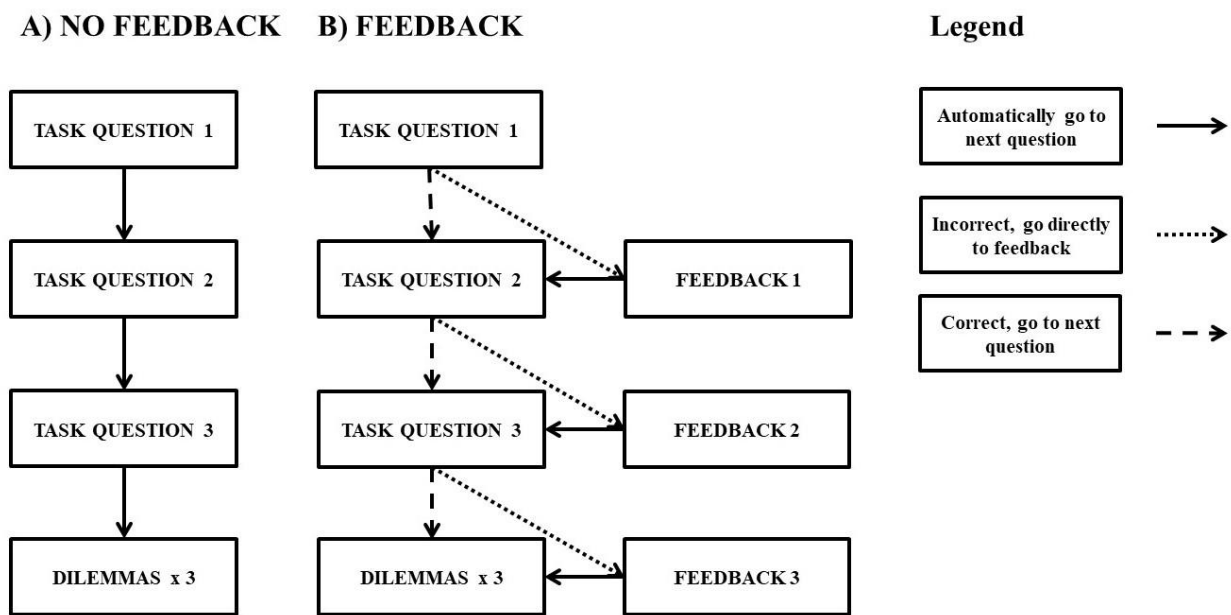 A) NO FEEDBACK
TASK QUESTION 1
TASK QUESTION 2
TASK QUESTION 3
DILEMMAS x 3
B) FEEDBACK
TASK QUESTION 1
TASK QUESTION 2
FEEDBACK 1
TASK QUESTION 3
FEEDBACK 2
DILEMMAS x 3
FEEDBACK 3
Legend
Automatically go to
next question
Incorrect, go directly
to feedback
Correct, go to next
question